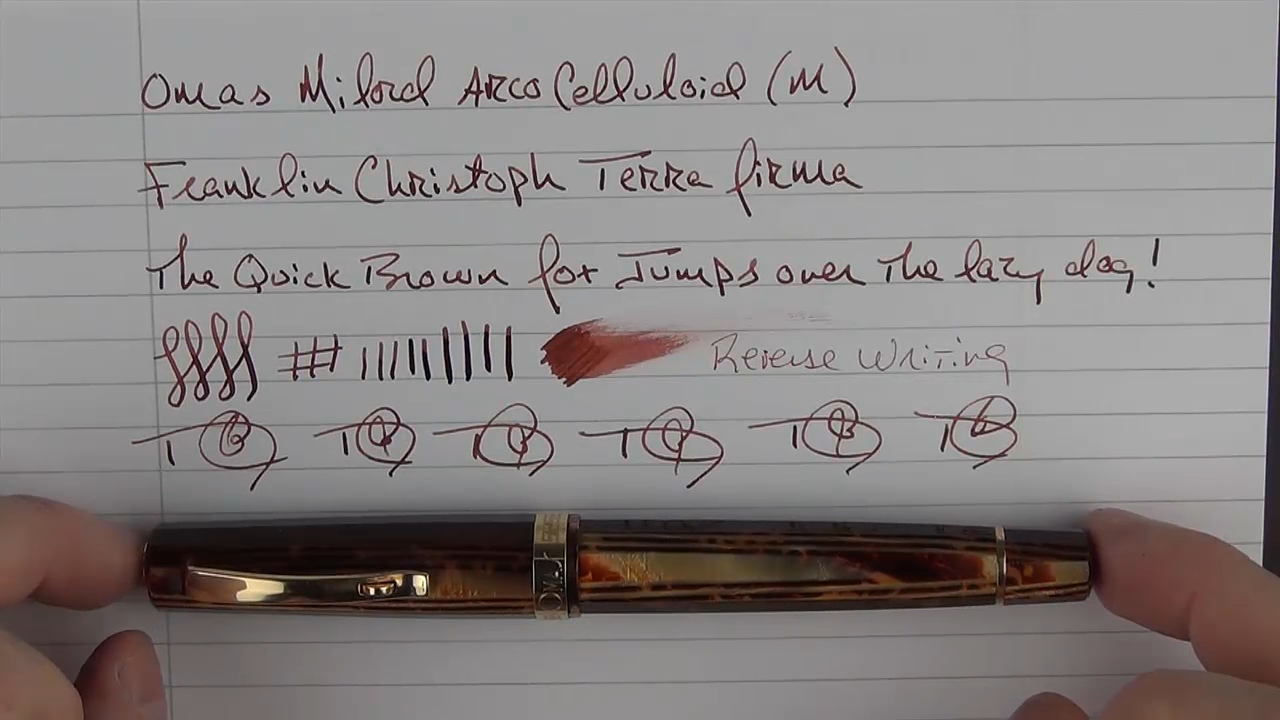 Omas Milord Arco Celluloid (M)
Franklin Christoph Terra firma
The Quick Brown fox Jumps over The lazy dog!
Reverse Writing